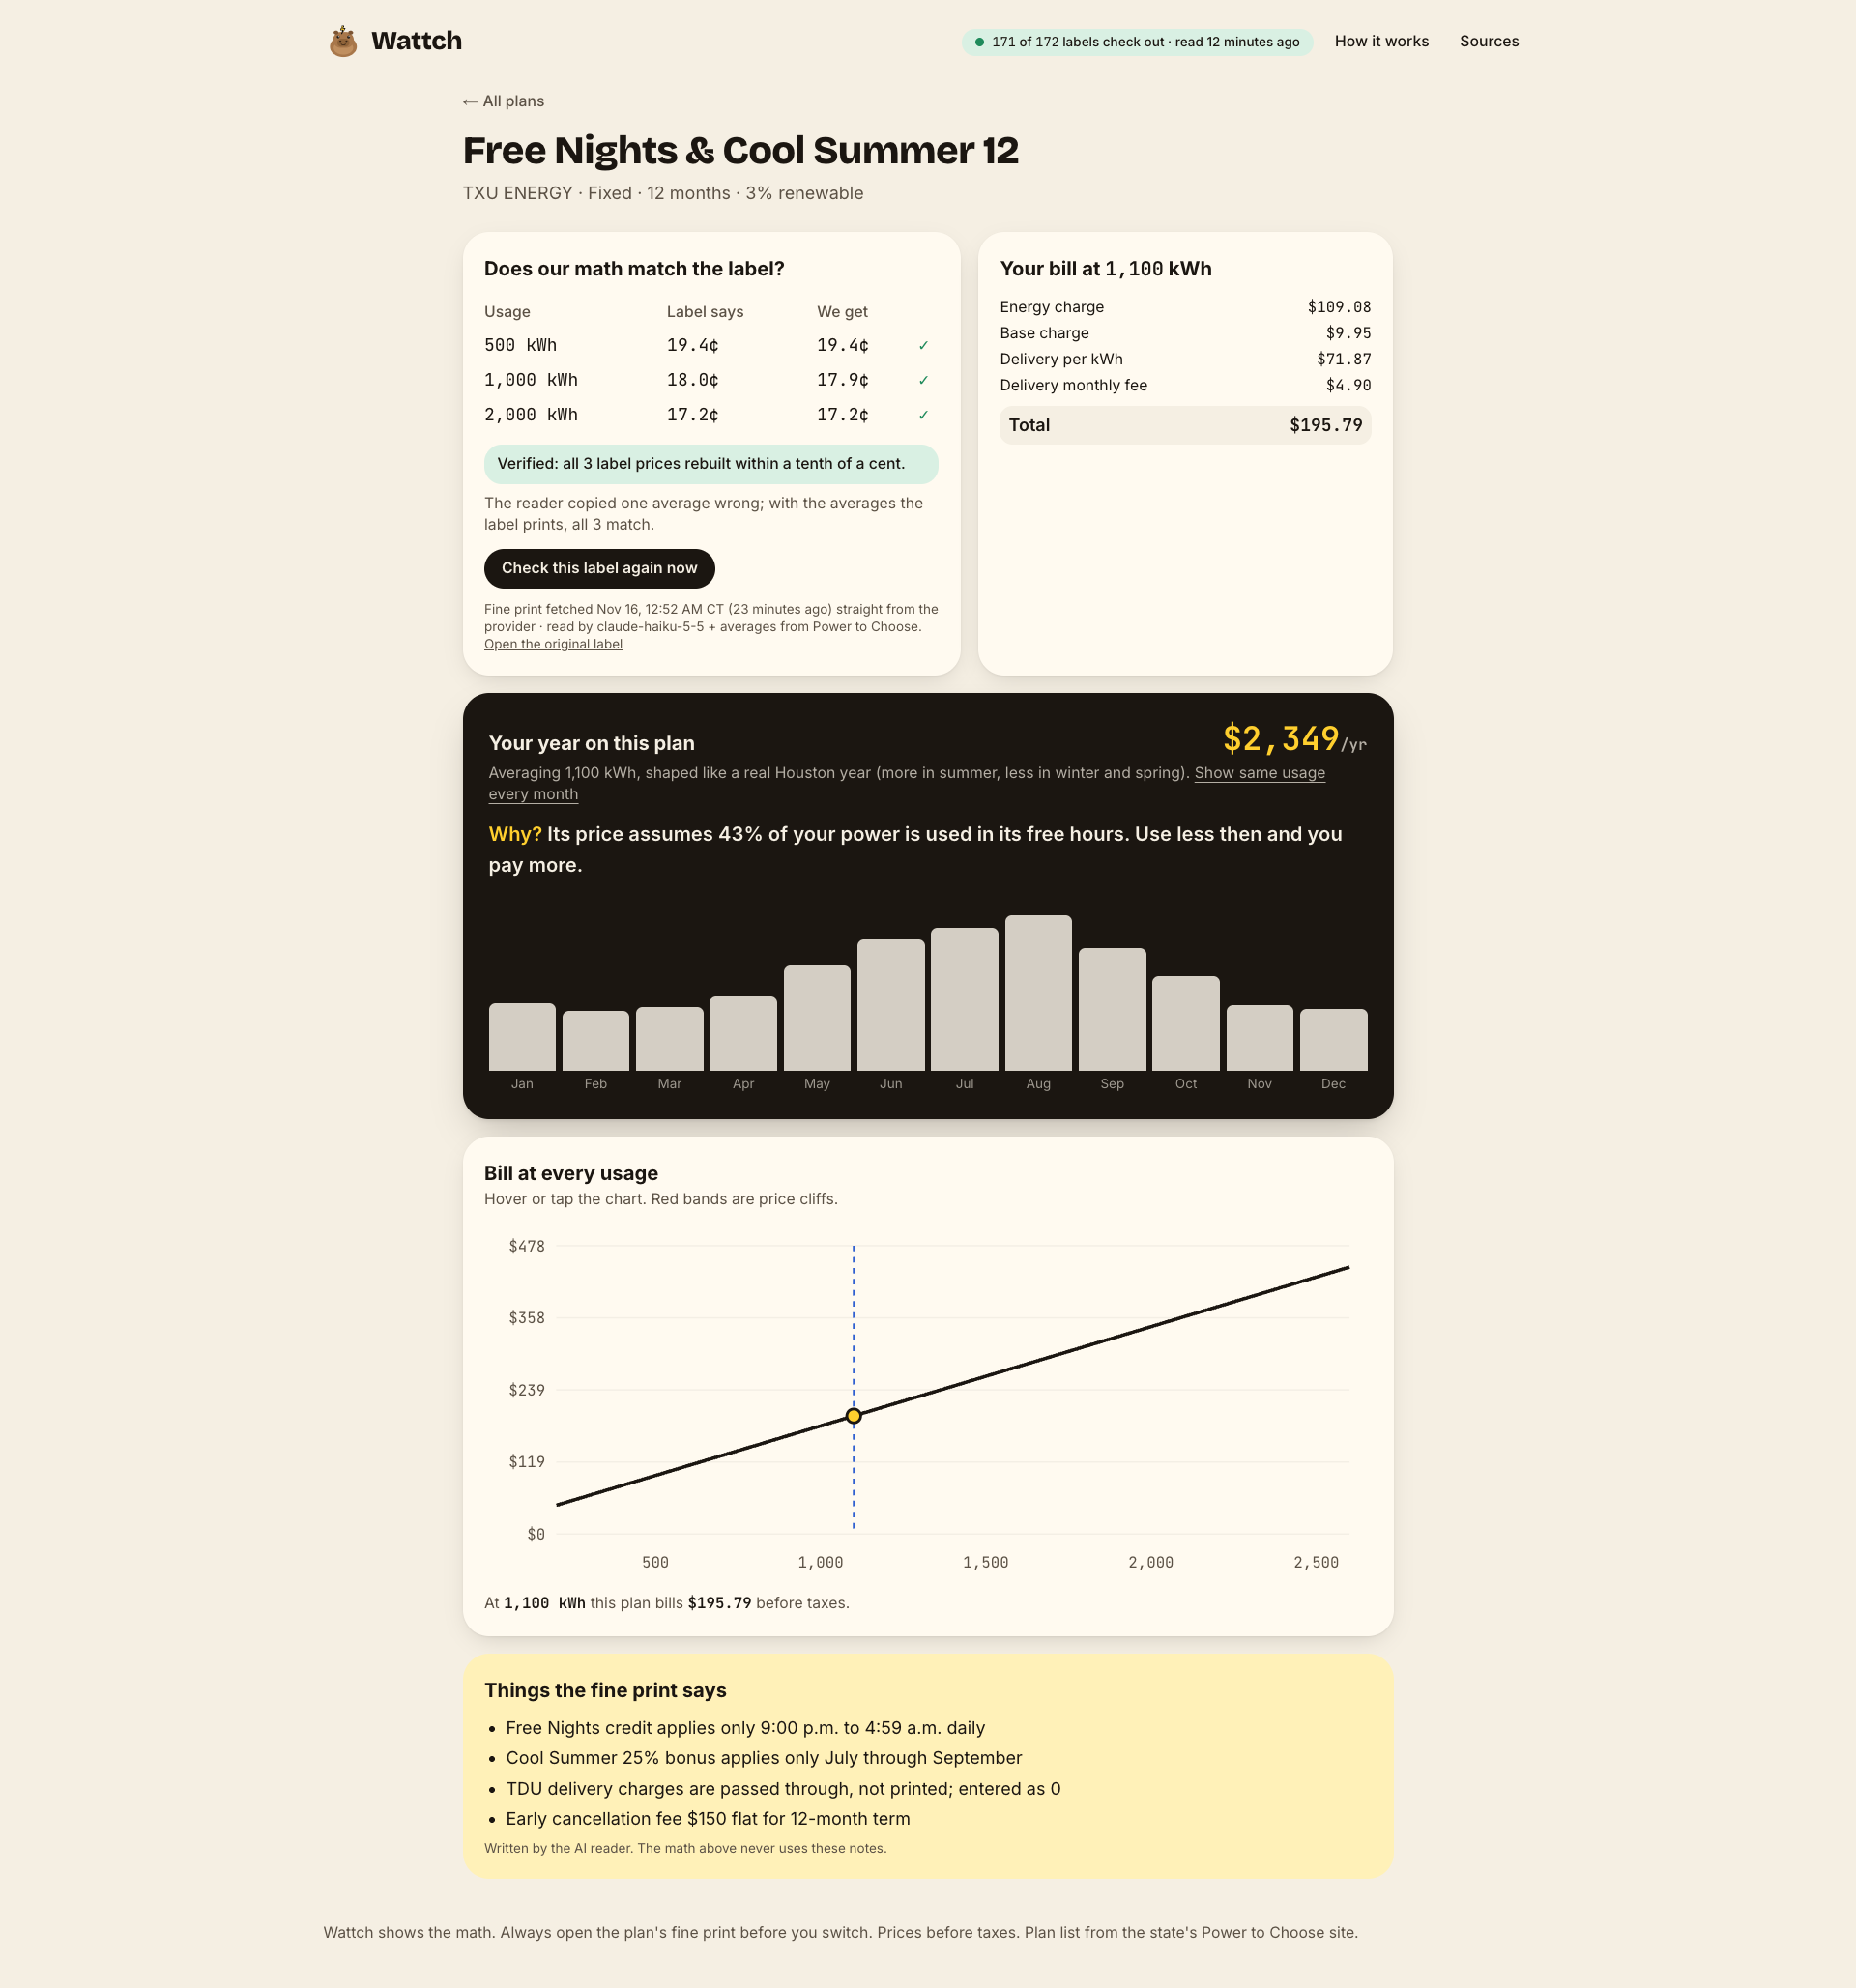 Wattch
171 of 172 labels check out · read 12 minutes ago
How it works
Sources
← All plans
Free Nights & Cool Summer 12
TXU ENERGY · Fixed · 12 months · 3% renewable
Does our math match the label?
Usage Label says We get
500 kWh 19.4¢ 19.4¢ ✓
1,000 kWh 18.0¢ 17.9¢ ✓
2,000 kWh 17.2¢ 17.2¢ ✓
Verified: all 3 label prices rebuilt within a tenth of a cent.
The reader copied one average wrong; with the averages the
label prints, all 3 match.
Check this label again now
Fine print fetched Nov 16, 12:52 AM CT (23 minutes ago) straight from the
provider · read by claude-haiku-5-5 + averages from Power to Choose.
Open the original label
Your bill at 1,100 kWh
Energy charge $109.08
Base charge $9.95
Delivery per kWh $71.87
Delivery monthly fee $4.90
Total $195.79
Your year on this plan
$2,349/yr
Averaging 1,100 kWh, shaped like a real Houston year (more in summer, less in winter and spring). Show same usage
every month
Why? Its price assumes 43% of your power is used in its free hours. Use less then and you
pay more.
Jan Feb Mar Apr May Jun Jul Aug Sep Oct Nov Dec
Bill at every usage
Hover or tap the chart. Red bands are price cliffs.
$478
$358
$239
$119
$0
500 1,000 1,500 2,000 2,500
At 1,100 kWh this plan bills $195.79 before taxes.
Things the fine print says
• Free Nights credit applies only 9:00 p.m. to 4:59 a.m. daily
• Cool Summer 25% bonus applies only July through September
• TDU delivery charges are passed through, not printed; entered as 0
• Early cancellation fee $150 flat for 12-month term
Written by the AI reader. The math above never uses these notes.
Wattch shows the math. Always open the plan's fine print before you switch. Prices before taxes. Plan list from the state's Power to Choose site.